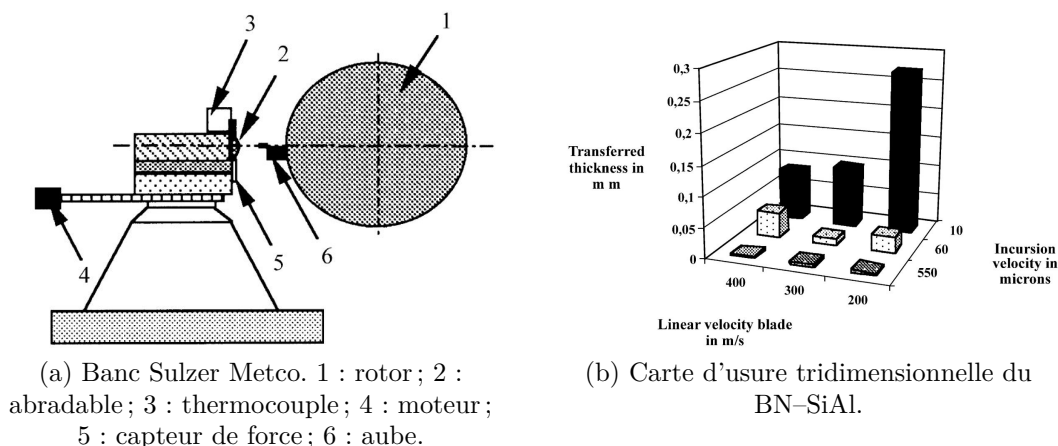 3
2
1
4
5
6
(a) Banc Sulzer Metco. 1 : rotor ; 2 :
abradable ; 3 : thermocouple ; 4 : moteur ;
5 : capteur de force ; 6 : aube.
0,3
0,25
0,2
0,15
0,1
0,05
0
Transferred
thickness in
m m
400
300
200
10
60
550
Incursion
velocity in
microns
Linear velocity blade
in m/s
(b) Carte d'usure tridimensionnelle du
BN–SiAl.